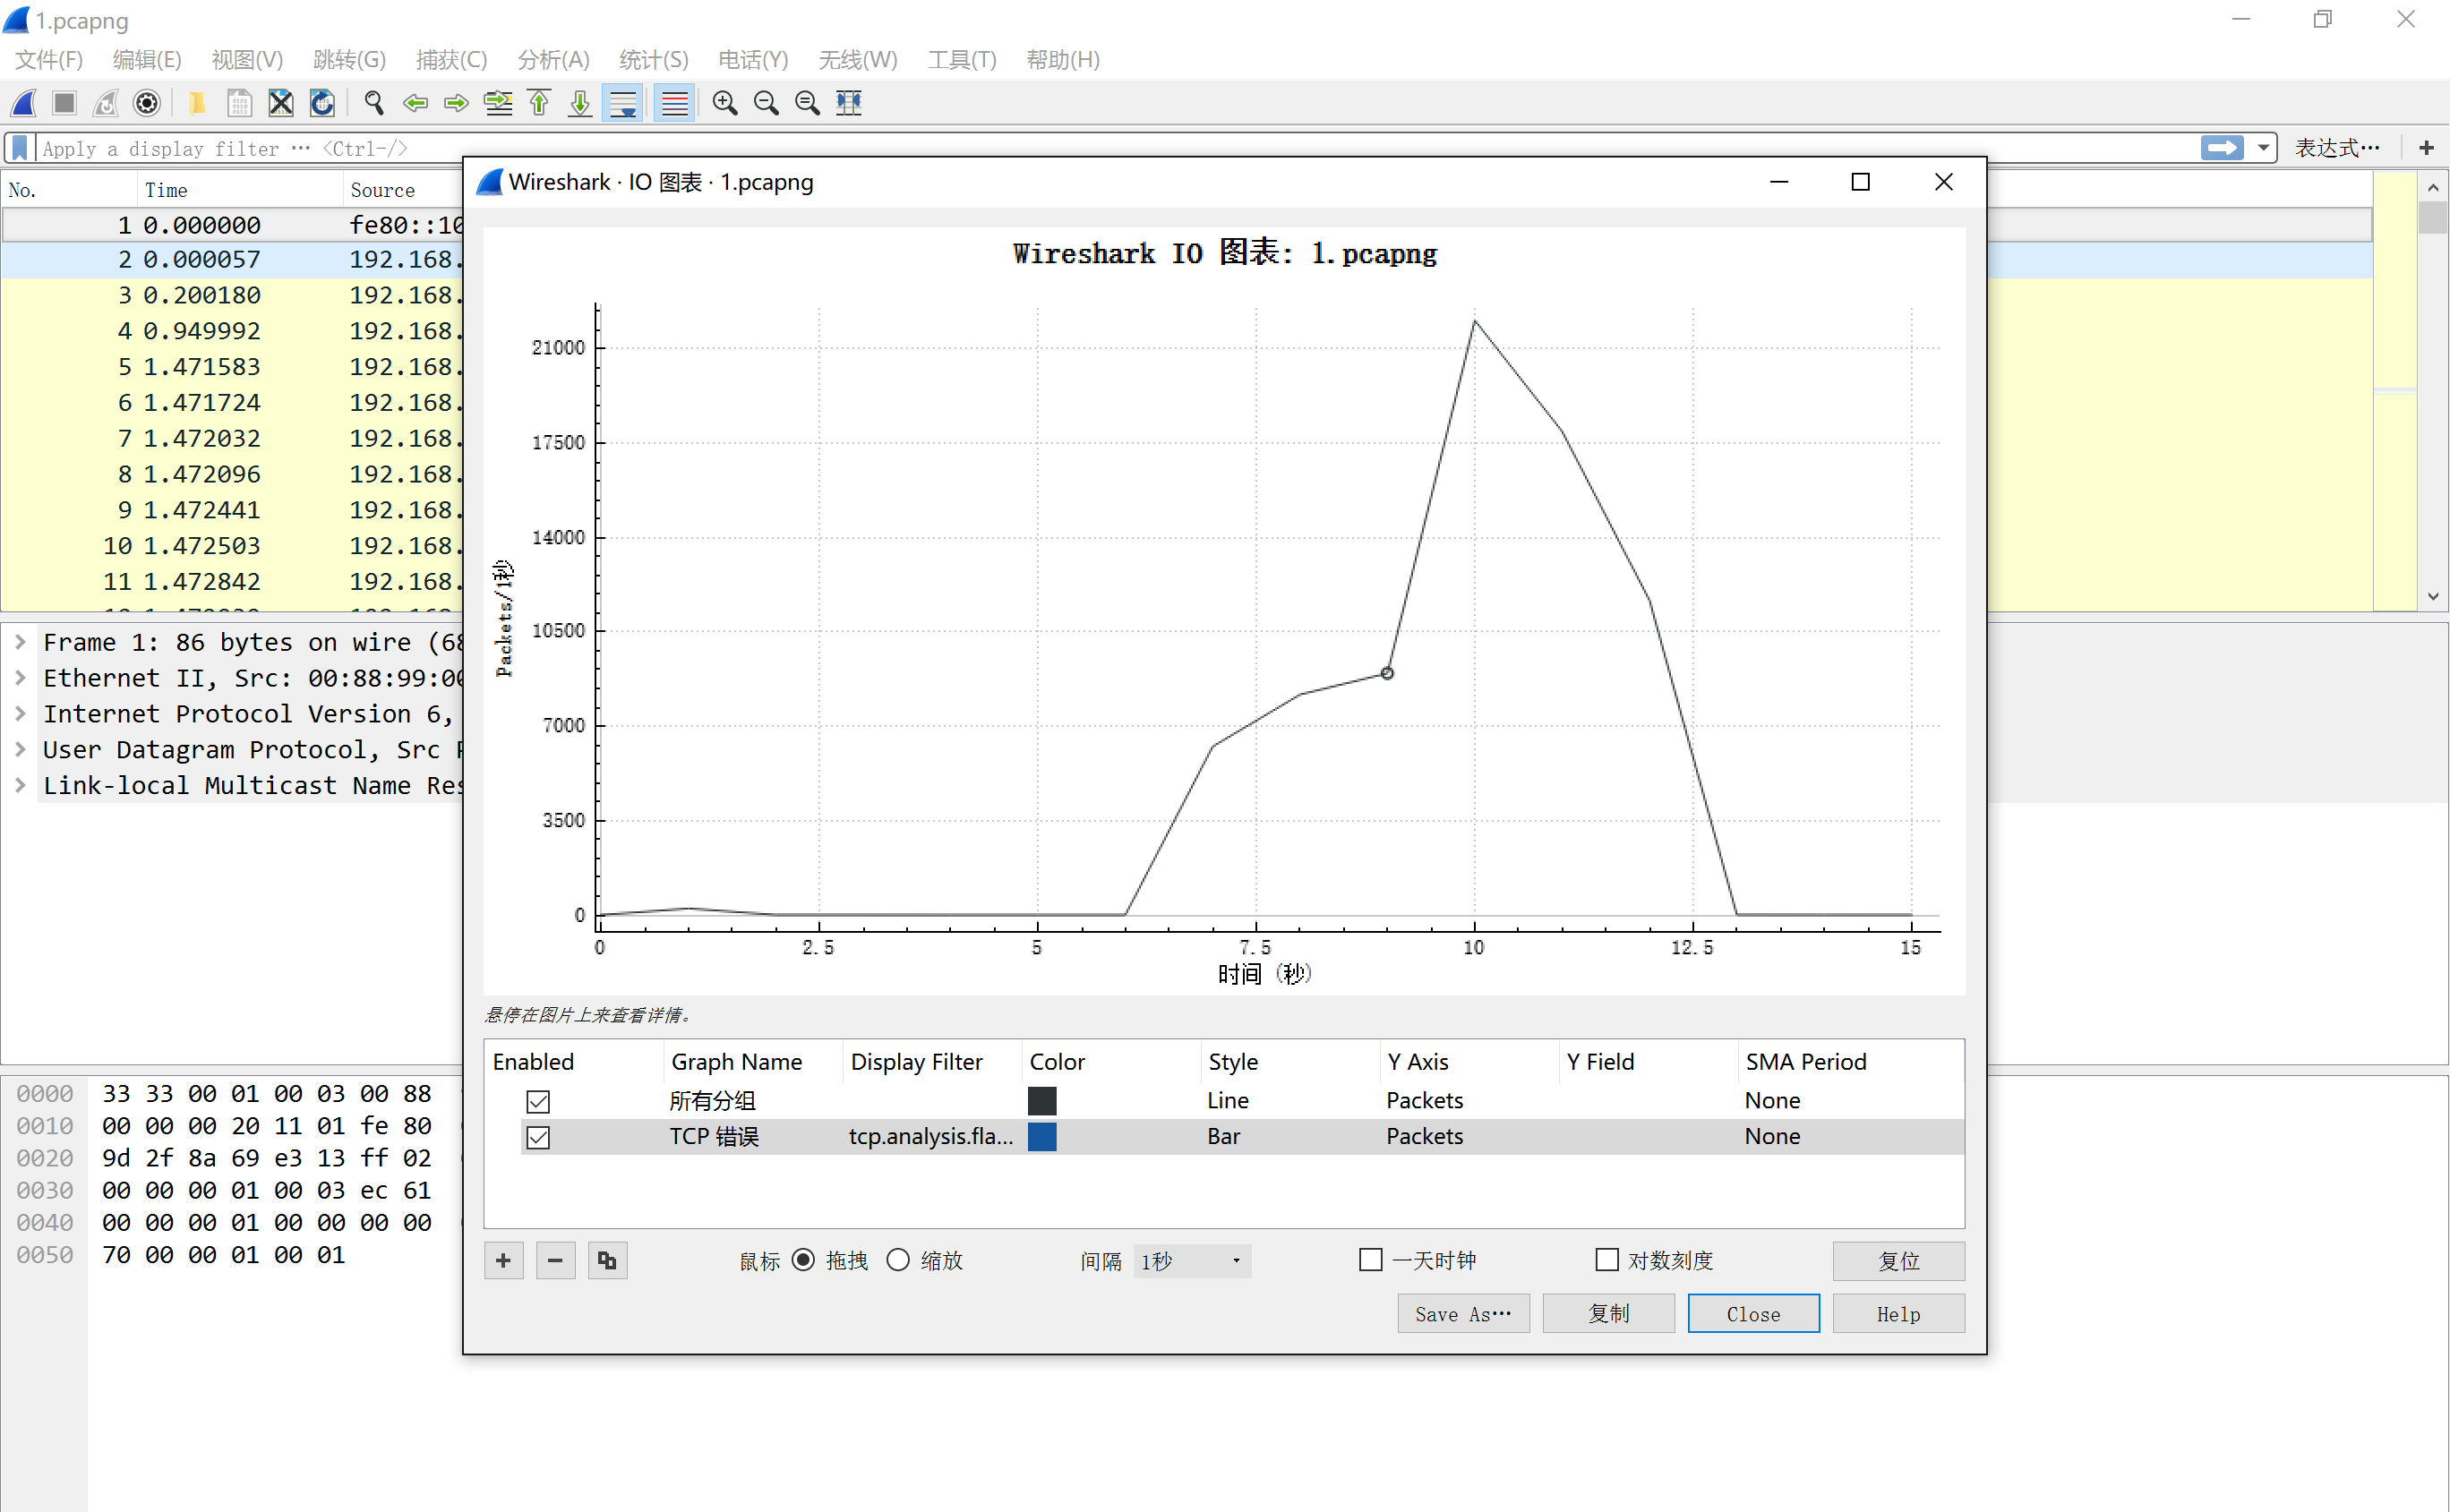 1.pcapng
文件(F) 编辑(E) 视图(V) 跳转(G) 捕获(C) 分析(A) 统计(S) 电话(Y) 无线(W) 工具(T) 帮助(H)
Apply a display filter … <Ctrl-/> 表达式…
No. Time Source
1 0.000000 fe80::10
2 0.000057 192.168.
3 0.200180 192.168.
4 0.949992 192.168.
5 1.471583 192.168.
6 1.471724 192.168.
7 1.472032 192.168.
8 1.472096 192.168.
9 1.472441 192.168.
10 1.472503 192.168.
11 1.472842 192.168.
Frame 1: 86 bytes on wire (68
Ethernet II, Src: 00:88:99:00
Internet Protocol Version 6,
User Datagram Protocol, Src P
Link-local Multicast Name Res
0000 33 33 00 01 00 03 00 88
0010 00 00 00 20 11 01 fe 80
0020 9d 2f 8a 69 e3 13 ff 02
0030 00 00 00 01 00 03 ec 61
0040 00 00 00 01 00 00 00 00
0050 70 00 00 01 00 01
Wireshark · IO 图表 · 1.pcapng
Wireshark IO 图表: 1.pcapng
21000
17500
14000
10500
7000
3500
0
Packets/1秒
0 2.5 5 7.5 10 12.5 15
时间 (秒)
悬停在图片上来查看详情。
Enabled Graph Name Display Filter Color Style Y Axis Y Field SMA Period
所有分组 Line Packets None
TCP 错误 tcp.analysis.fla... Bar Packets None
鼠标 拖拽 缩放 间隔 1秒 一天时钟 对数刻度 复位
Save As… 复制 Close Help